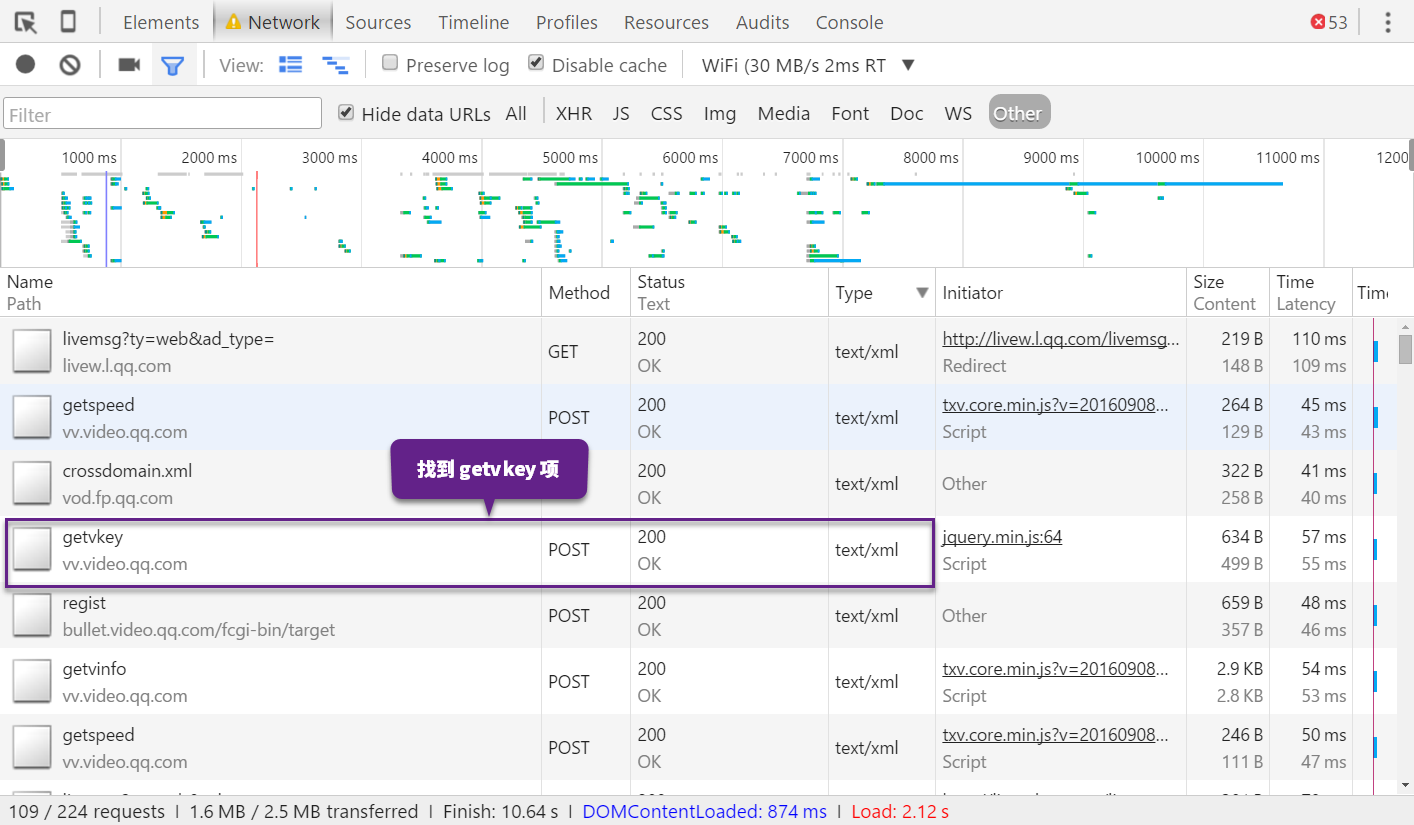 Elements Network Sources Timeline Profiles Resources Audits Console 53
View: Preserve log Disable cache WiFi (30 MB/s 2ms RT
Filter Hide data URLs All XHR JS CSS Img Media Font Doc WS Other
1000 ms 2000 ms 3000 ms 4000 ms 5000 ms 6000 ms 7000 ms 8000 ms 9000 ms 10000 ms 11000 ms 1200
Name Status Size Time
Method Type Initiator Time
Path Text Content Latency
livemsg?ty=web&ad_type= 200 http://livew.l.qq.com/livemsg... 219 B 110 ms
GET text/xml
livew.l.qq.com OK Redirect 148 B 109 ms
getspeed 200 txv.core.min.js?v=20160908... 264 B 45 ms
POST text/xml
vv.video.qq.com OK Script 129 B 43 ms
找到 getvkey 项
crossdomain.xml 200 322 B 41 ms
text/xml Other
vod.fp.qq.com OK 258 B 40 ms
getvkey 200 jquery.min.js:64 634 B 57 ms
POST text/xml
vv.video.qq.com OK Script 499 B 55 ms
regist 200 659 B 48 ms
POST text/xml Other
bullet.video.qq.com/fcgi-bin/target OK 357 B 46 ms
getvinfo 200 txv.core.min.js?v=20160908... 2.9 KB 54 ms
POST text/xml
vv.video.qq.com OK Script 2.8 KB 53 ms
getspeed 200 txv.core.min.js?v=20160908... 246 B 50 ms
POST text/xml
vv.video.qq.com OK Script 111 B 47 ms
109 / 224 requests | 1.6 MB / 2.5 MB transferred | Finish: 10.64 s | DOMContentLoaded: 874 ms | Load: 2.12 s